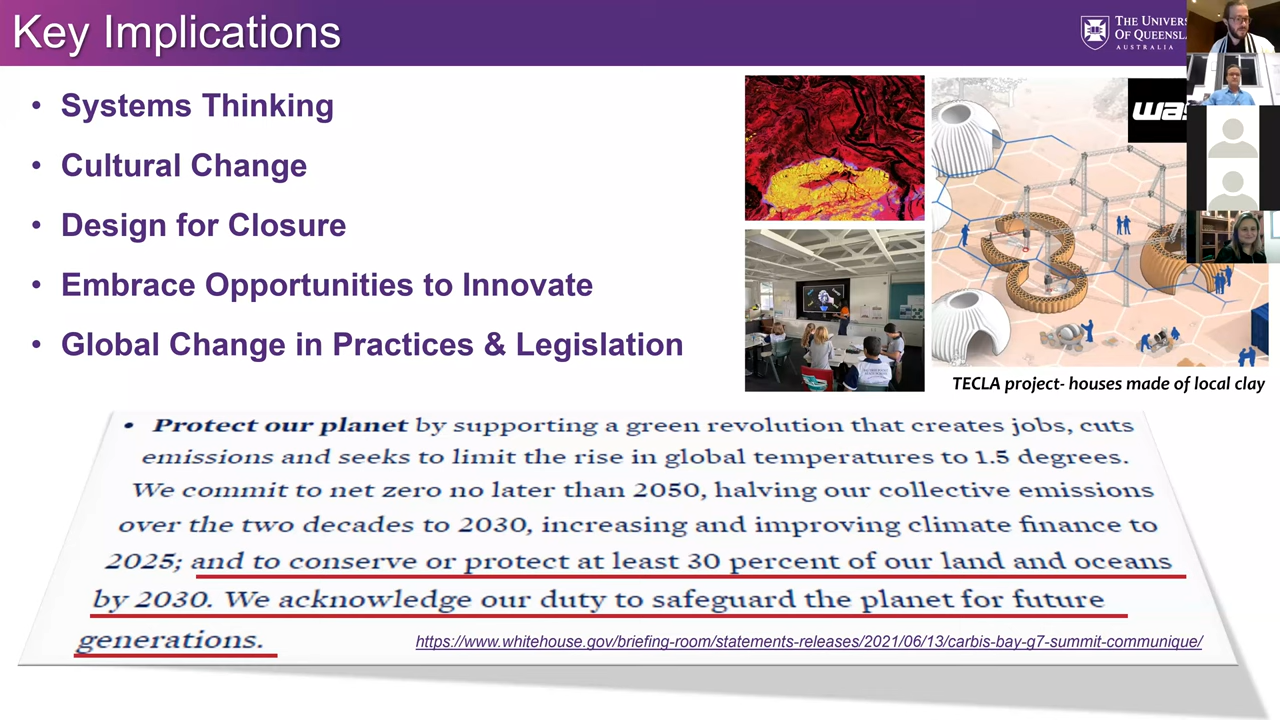 Key Implications
THE UNIVERS
OF QUEENSLA
AUSTRALIA
• Systems Thinking
• Cultural Change
• Design for Closure
• Embrace Opportunities to Innovate
• Global Change in Practices & Legislation
was
TECLA project- houses made of local clay
• Protect our planet by supporting a green revolution that creates jobs, cuts
emissions and seeks to limit the rise in global temperatures to 1.5 degrees.
We commit to net zero no later than 2050, halving our collective emissions
over the two decades to 2030, increasing and improving climate finance to
2025; and to conserve or protect at least 30 percent of our land and oceans
by 2030. We acknowledge our duty to safeguard the planet for future
generations.
https://www.whitehouse.gov/briefing-room/statements-releases/2021/06/13/carbis-bay-g7-summit-communique/